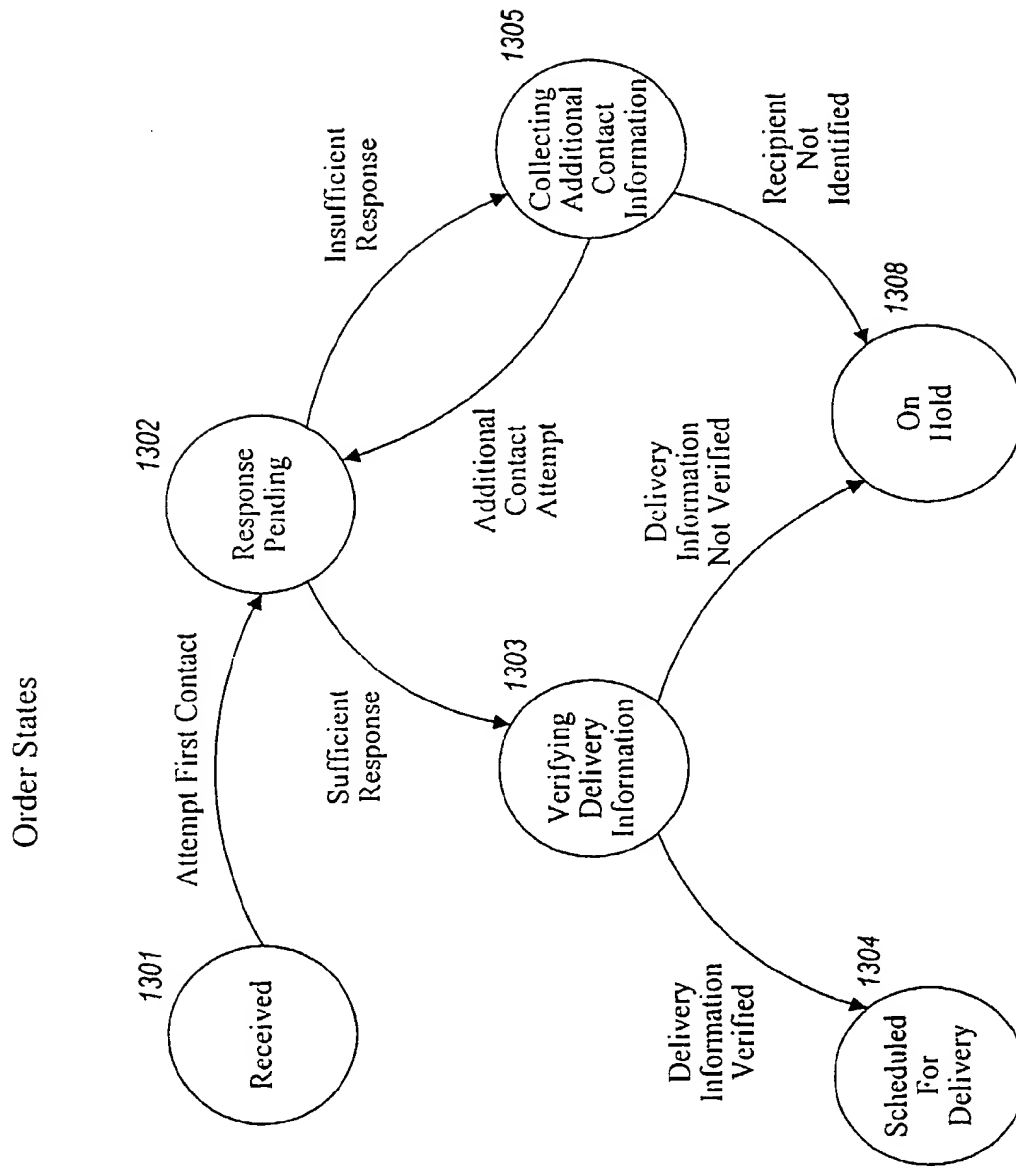 Order States
1301
Received
Attempt First Contact
1302
Response
Pending
Insufficient
Response
1305
Collecting
Additional
Contact
Information
Sufficient
Response
Additional
Contact
Attempt
1303
Verifying
Delivery
Information
Delivery
Information
Not Verified
Recipient
Not
Identified
Delivery
Information
Verified
1304
Scheduled
For
Delivery
1308
On
Hold